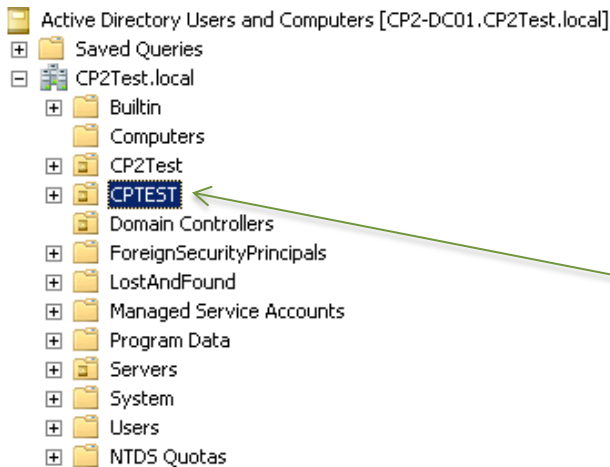 Active Directory Users and Computers [CP2-DC01.CP2Test.local]
Saved Queries
CP2Test.local
Builtin
Computers
CP2Test
CPTEST
Domain Controllers
ForeignSecurityPrincipals
LostAndFound
Managed Service Accounts
Program Data
Servers
System
Users
NTDS Quotas